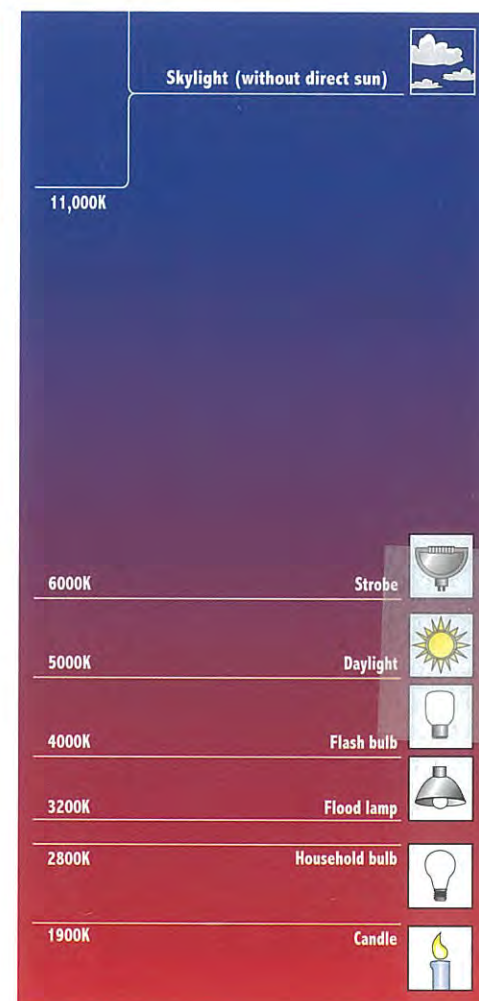 Skylight (without direct sun)
11,000K
6000K Strobe
5000K Daylight
4000K Flash bulb
3200K Flood lamp
2800K Household bulb
1900K Candle